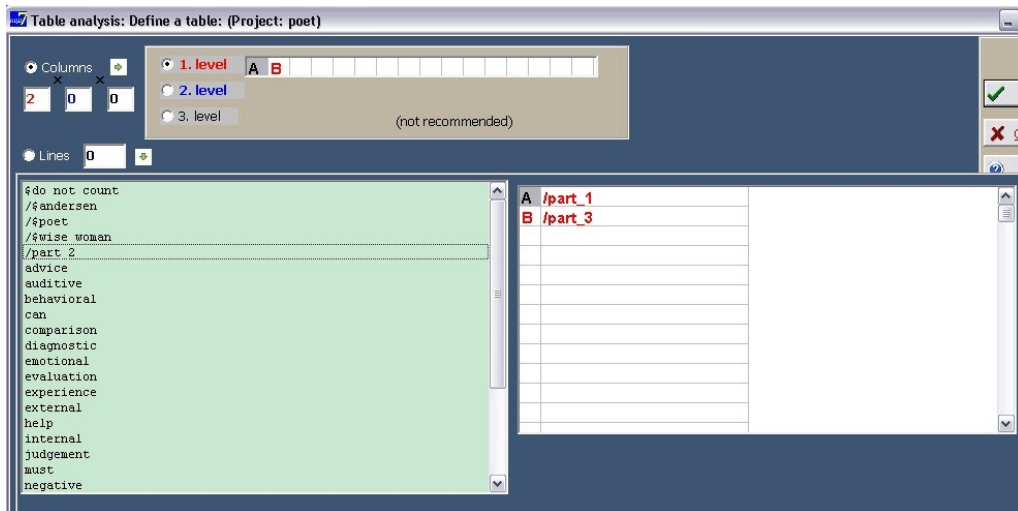 7 Table analysis: Define a table: (Project: poet)
Columns
2 0 0
1. level A B
2. level
3. level (not recommended)
Lines 0
$do not count
/$andersen
/$poet
/$wise woman
/part_2
advice
auditive
behavioral
can
comparison
diagnostic
emotional
evaluation
experience
external
help
internal
judgement
must
negative
A /part_1
B /part_3